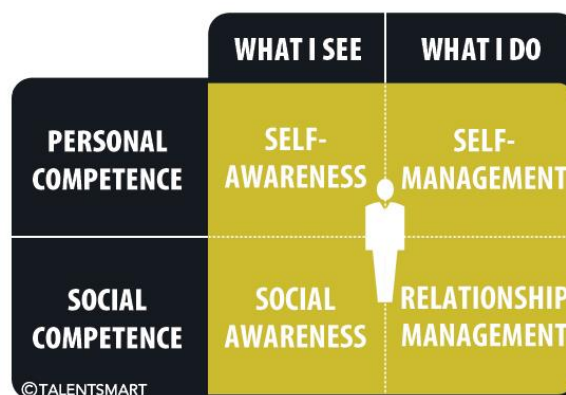 WHAT I SEE
WHAT I DO
PERSONAL
COMPETENCE
SELF-
AWARENESS
SELF-
MANAGEMENT
SOCIAL
COMPETENCE
SOCIAL
AWARENESS
RELATIONSHIP
MANAGEMENT
©TALENTSMART